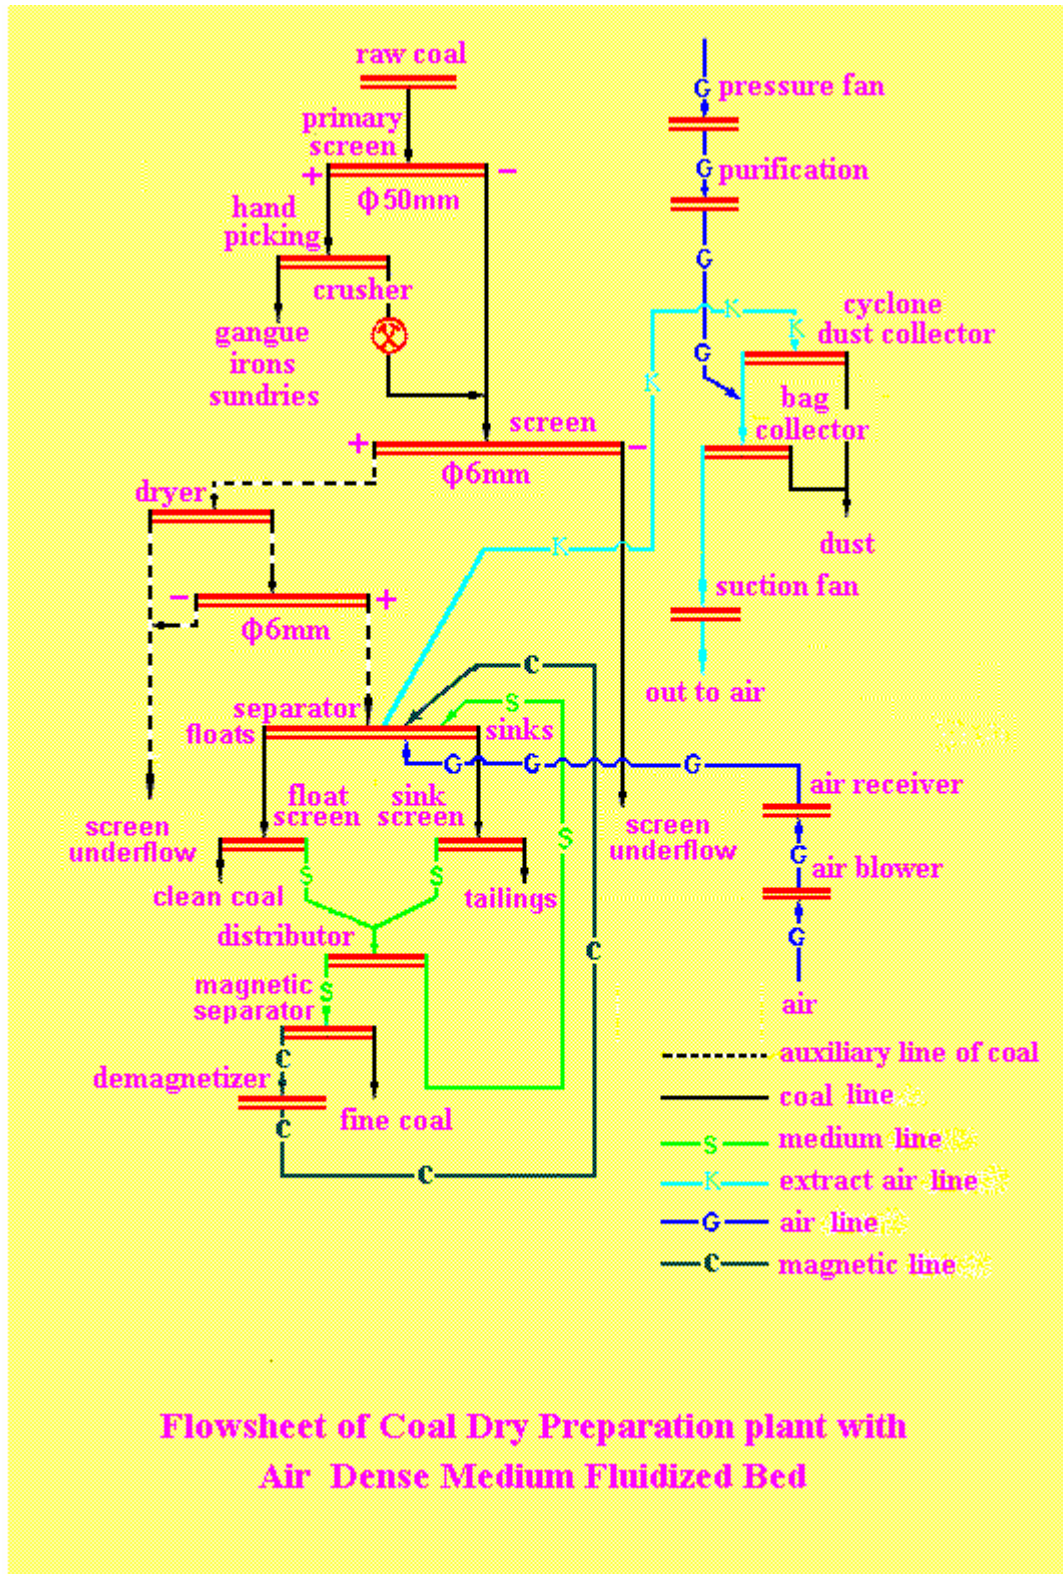 raw coal
primary
screen
+
−
ф50mm
hand
picking
crusher
gangue
irons
sundries
G
pressure fan
G
purification
G
G
K
K
K
cyclone
dust collector
bag
collector
dust
suction fan
out to air
screen
+
−
ф6mm
dryer
K
−
+
ф6mm
C
S
separator
floats
sinks
G
G
G
air receiver
G
air blower
G
air
float
screen
sink
screen
screen
underflow
screen
underflow
S
S
S
clean coal
tailings
distributor
C
magnetic
separator
S
C
demagnetizer
C
fine coal
C
auxiliary line of coal
coal line
S
medium line
K
extract air line
G
air line
C
magnetic line
Flowsheet of Coal Dry Preparation plant with
Air Dense Medium Fluidized Bed